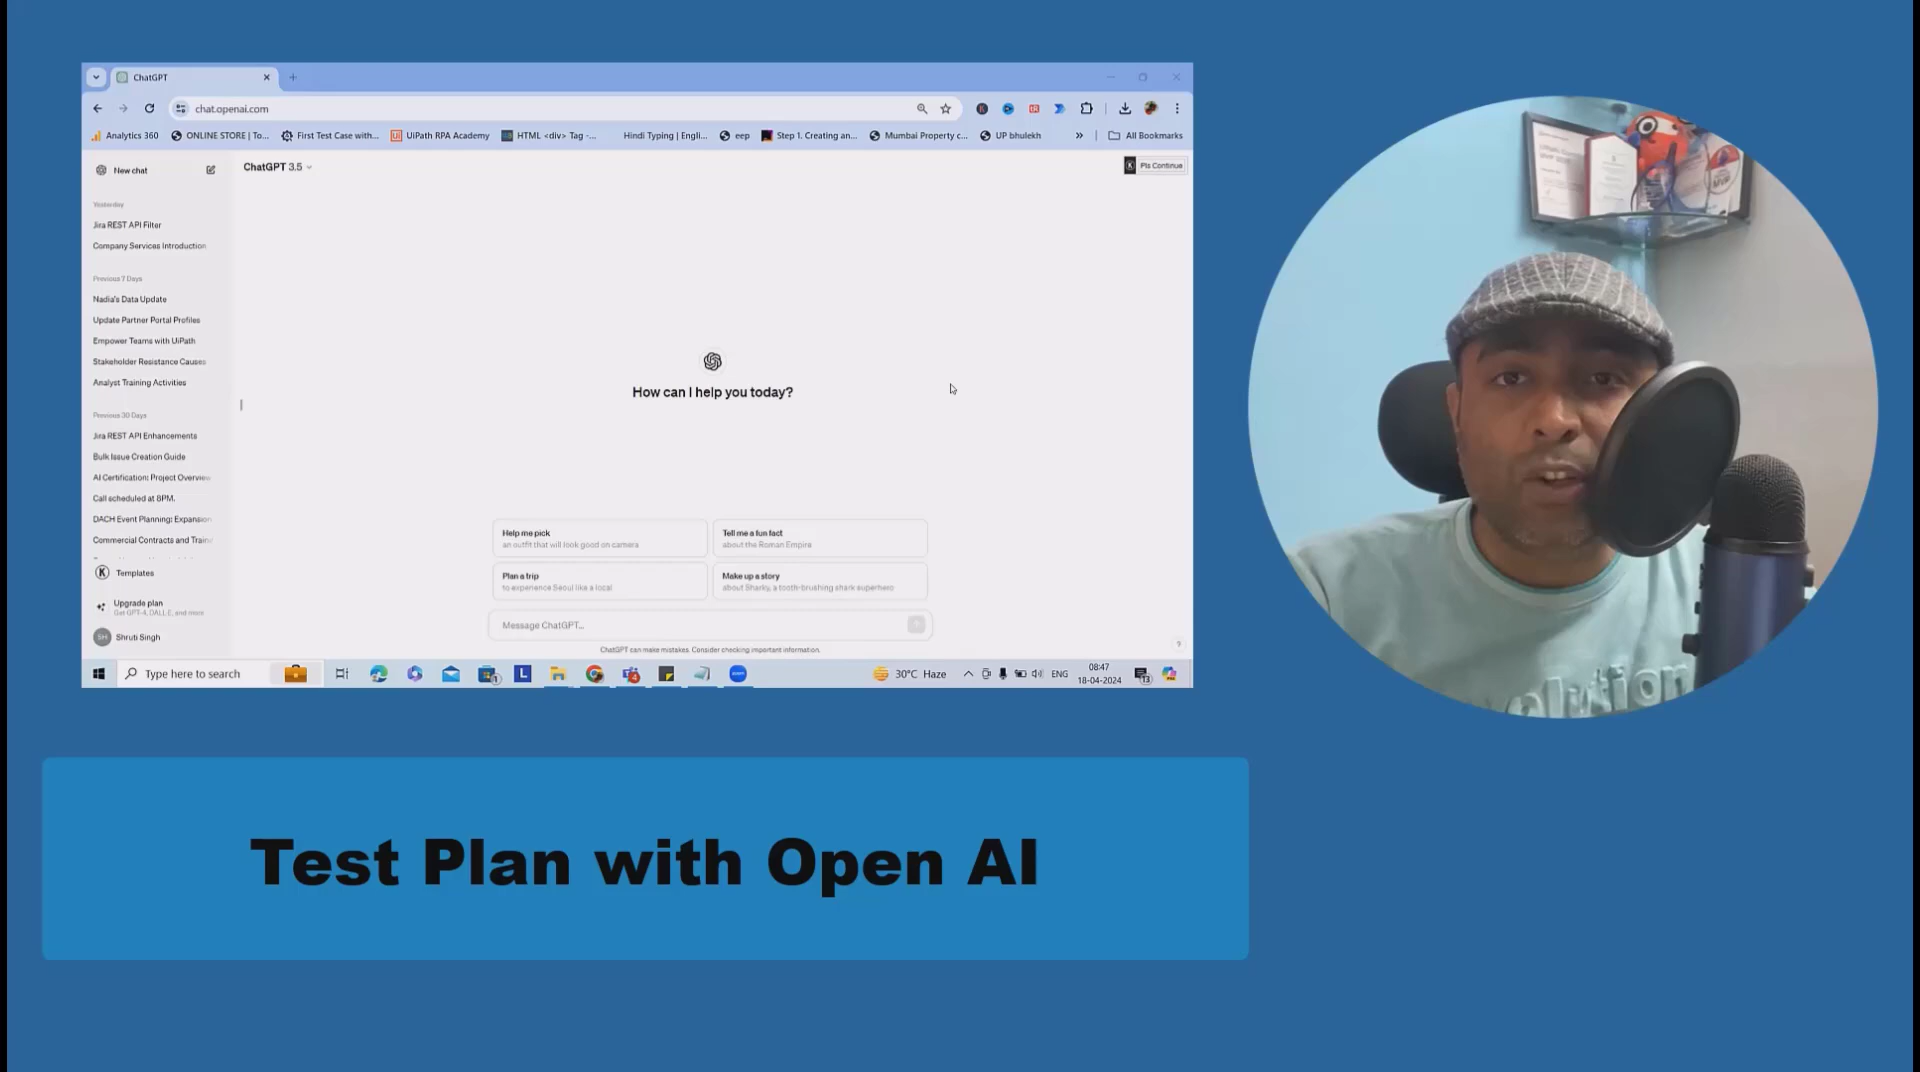 ChatGPT
chat.openai.com
Analytics 360
ONLINE STORE | To...
First Test Case with...
UiPath RPA Academy
HTML <div> Tag -...
Hindi Typing | Engli...
eep
Step 1. Creating an...
Mumbai Property c...
UP bhulekh
»
All Bookmarks
New chat
ChatGPT 3.5
Pls Continue
Yesterday
Jira REST API Filter
Company Services Introduction
Previous 7 Days
Nadia's Data Update
Update Partner Portal Profiles
Empower Teams with UiPath
Stakeholder Resistance Causes
Analyst Training Activities
Previous 30 Days
Jira REST API Enhancements
Bulk Issue Creation Guide
AI Certification: Project Overview
Call scheduled at 8PM.
DACH Event Planning: Expansion
Commercial Contracts and Traini
K Templates
Upgrade plan
Get GPT-4, DALL·E, and more
SH Shruti Singh
How can I help you today?
Help me pick
an outfit that will look good on camera
Tell me a fun fact
about the Roman Empire
Plan a trip
to experience Seoul like a local
Make up a story
about Sharky, a tooth-brushing shark superhero
Message ChatGPT...
ChatGPT can make mistakes. Consider checking important information.
?
Type here to search
30°C Haze
ENG
08:47
18-04-2024
Test Plan with Open AI